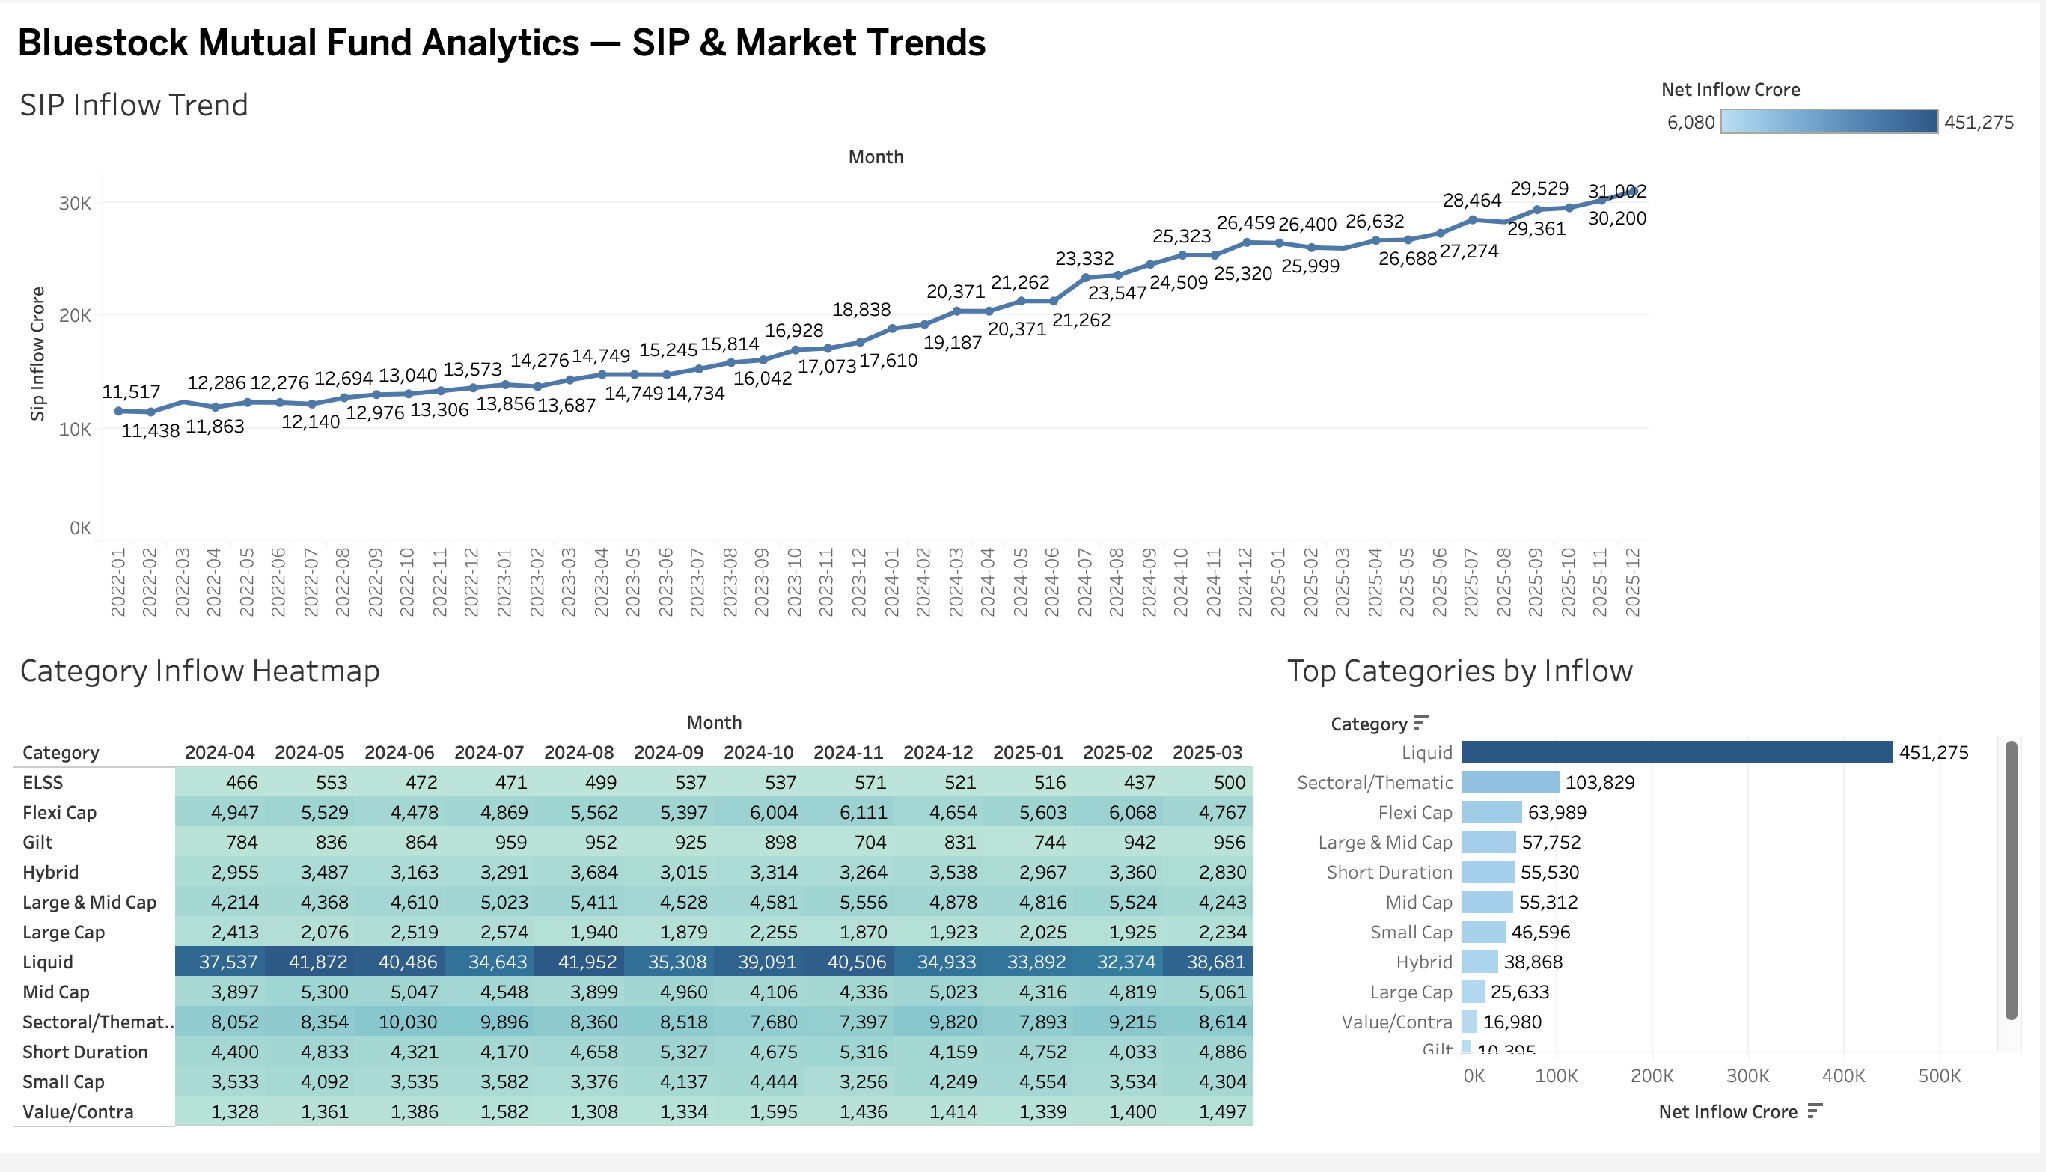 Bluestock Mutual Fund Analytics — SIP & Market Trends
SIP Inflow Trend
Net Inflow Crore
6,080 451,275
Month
Sip Inflow Crore
30K
20K
10K
0K
11,517
11,438
11,863
12,286
12,276
12,140
12,694
12,976
13,040
13,306
13,573
13,856
13,687
14,276
14,749
14,749
14,734
15,245
15,814
16,042
16,928
17,073
17,610
18,838
19,187
20,371
20,371
21,262
21,262
23,332
23,547
24,509
25,323
25,320
26,459
26,400
25,999
26,632
26,688
27,274
28,464
29,361
29,529
30,200
31,002
2022-01
2022-02
2022-03
2022-04
2022-05
2022-06
2022-07
2022-08
2022-09
2022-10
2022-11
2022-12
2023-01
2023-02
2023-03
2023-04
2023-05
2023-06
2023-07
2023-08
2023-09
2023-10
2023-11
2023-12
2024-01
2024-02
2024-03
2024-04
2024-05
2024-06
2024-07
2024-08
2024-09
2024-10
2024-11
2024-12
2025-01
2025-02
2025-03
2025-04
2025-05
2025-06
2025-07
2025-08
2025-09
2025-10
2025-11
2025-12
Category Inflow Heatmap
Month
Category 2024-04 2024-05 2024-06 2024-07 2024-08 2024-09 2024-10 2024-11 2024-12 2025-01 2025-02 2025-03
ELSS 466 553 472 471 499 537 537 571 521 516 437 500
Flexi Cap 4,947 5,529 4,478 4,869 5,562 5,397 6,004 6,111 4,654 5,603 6,068 4,767
Gilt 784 836 864 959 952 925 898 704 831 744 942 956
Hybrid 2,955 3,487 3,163 3,291 3,684 3,015 3,314 3,264 3,538 2,967 3,360 2,830
Large & Mid Cap 4,214 4,368 4,610 5,023 5,411 4,528 4,581 5,556 4,878 4,816 5,524 4,243
Large Cap 2,413 2,076 2,519 2,574 1,940 1,879 2,255 1,870 1,923 2,025 1,925 2,234
Liquid 37,537 41,872 40,486 34,643 41,952 35,308 39,091 40,506 34,933 33,892 32,374 38,681
Mid Cap 3,897 5,300 5,047 4,548 3,899 4,960 4,106 4,336 5,023 4,316 4,819 5,061
Sectoral/Themat.. 8,052 8,354 10,030 9,896 8,360 8,518 7,680 7,397 9,820 7,893 9,215 8,614
Short Duration 4,400 4,833 4,321 4,170 4,658 5,327 4,675 5,316 4,159 4,752 4,033 4,886
Small Cap 3,533 4,092 3,535 3,582 3,376 4,137 4,444 3,256 4,249 4,554 3,534 4,304
Value/Contra 1,328 1,361 1,386 1,582 1,308 1,334 1,595 1,436 1,414 1,339 1,400 1,497
Top Categories by Inflow
Category
Liquid 451,275
Sectoral/Thematic 103,829
Flexi Cap 63,989
Large & Mid Cap 57,752
Short Duration 55,530
Mid Cap 55,312
Small Cap 46,596
Hybrid 38,868
Large Cap 25,633
Value/Contra 16,980
Gilt 10,395
0K 100K 200K 300K 400K 500K
Net Inflow Crore